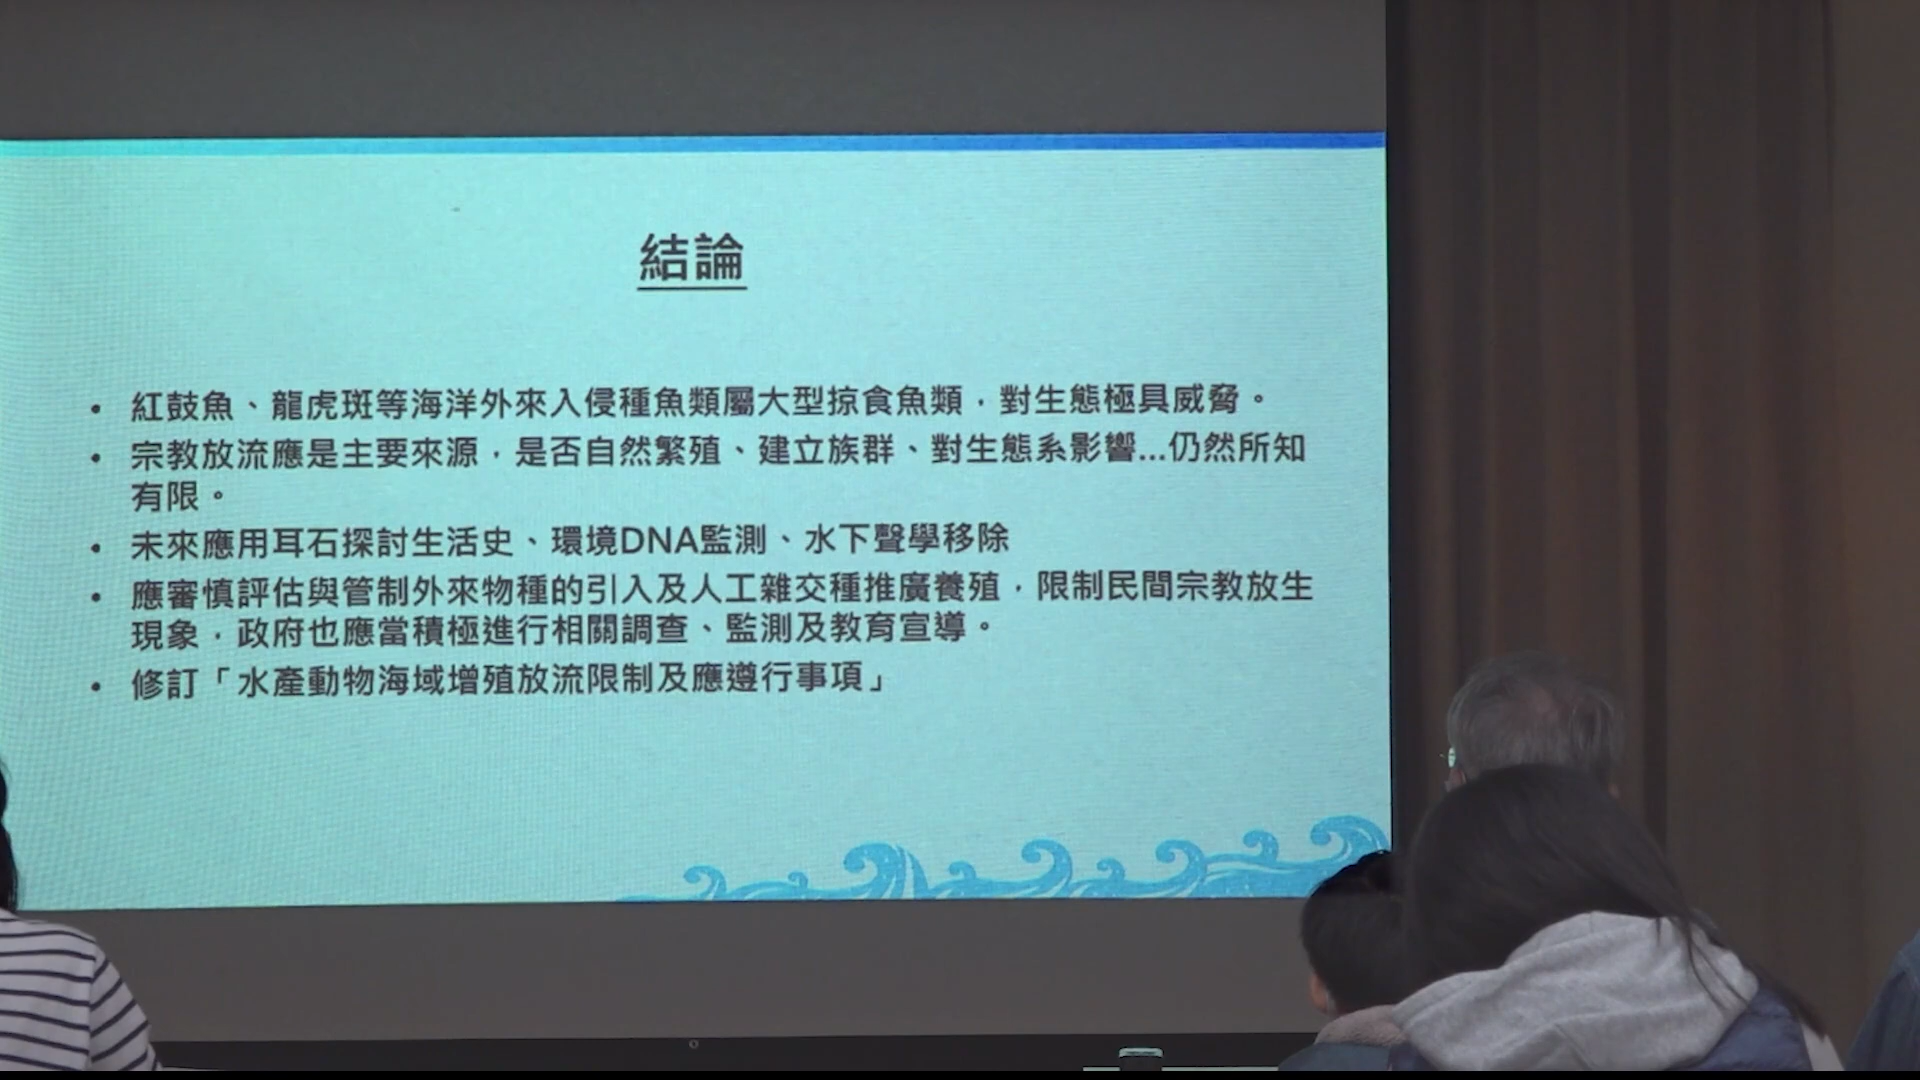 結論
• 紅鼓魚、龍虎斑等海洋外來入侵種魚類屬大型掠食魚類，對生態極具威脅。
• 宗教放流應是主要來源，是否自然繁殖、建立族群、對生態系影響...仍然所知
有限。
• 未來應用耳石探討生活史、環境DNA監測、水下聲學移除
• 應審慎評估與管制外來物種的引入及人工雜交種推廣養殖，限制民間宗教放生
現象，政府也應當積極進行相關調查、監測及教育宣導。
• 修訂「水產動物海域增殖放流限制及應遵行事項」